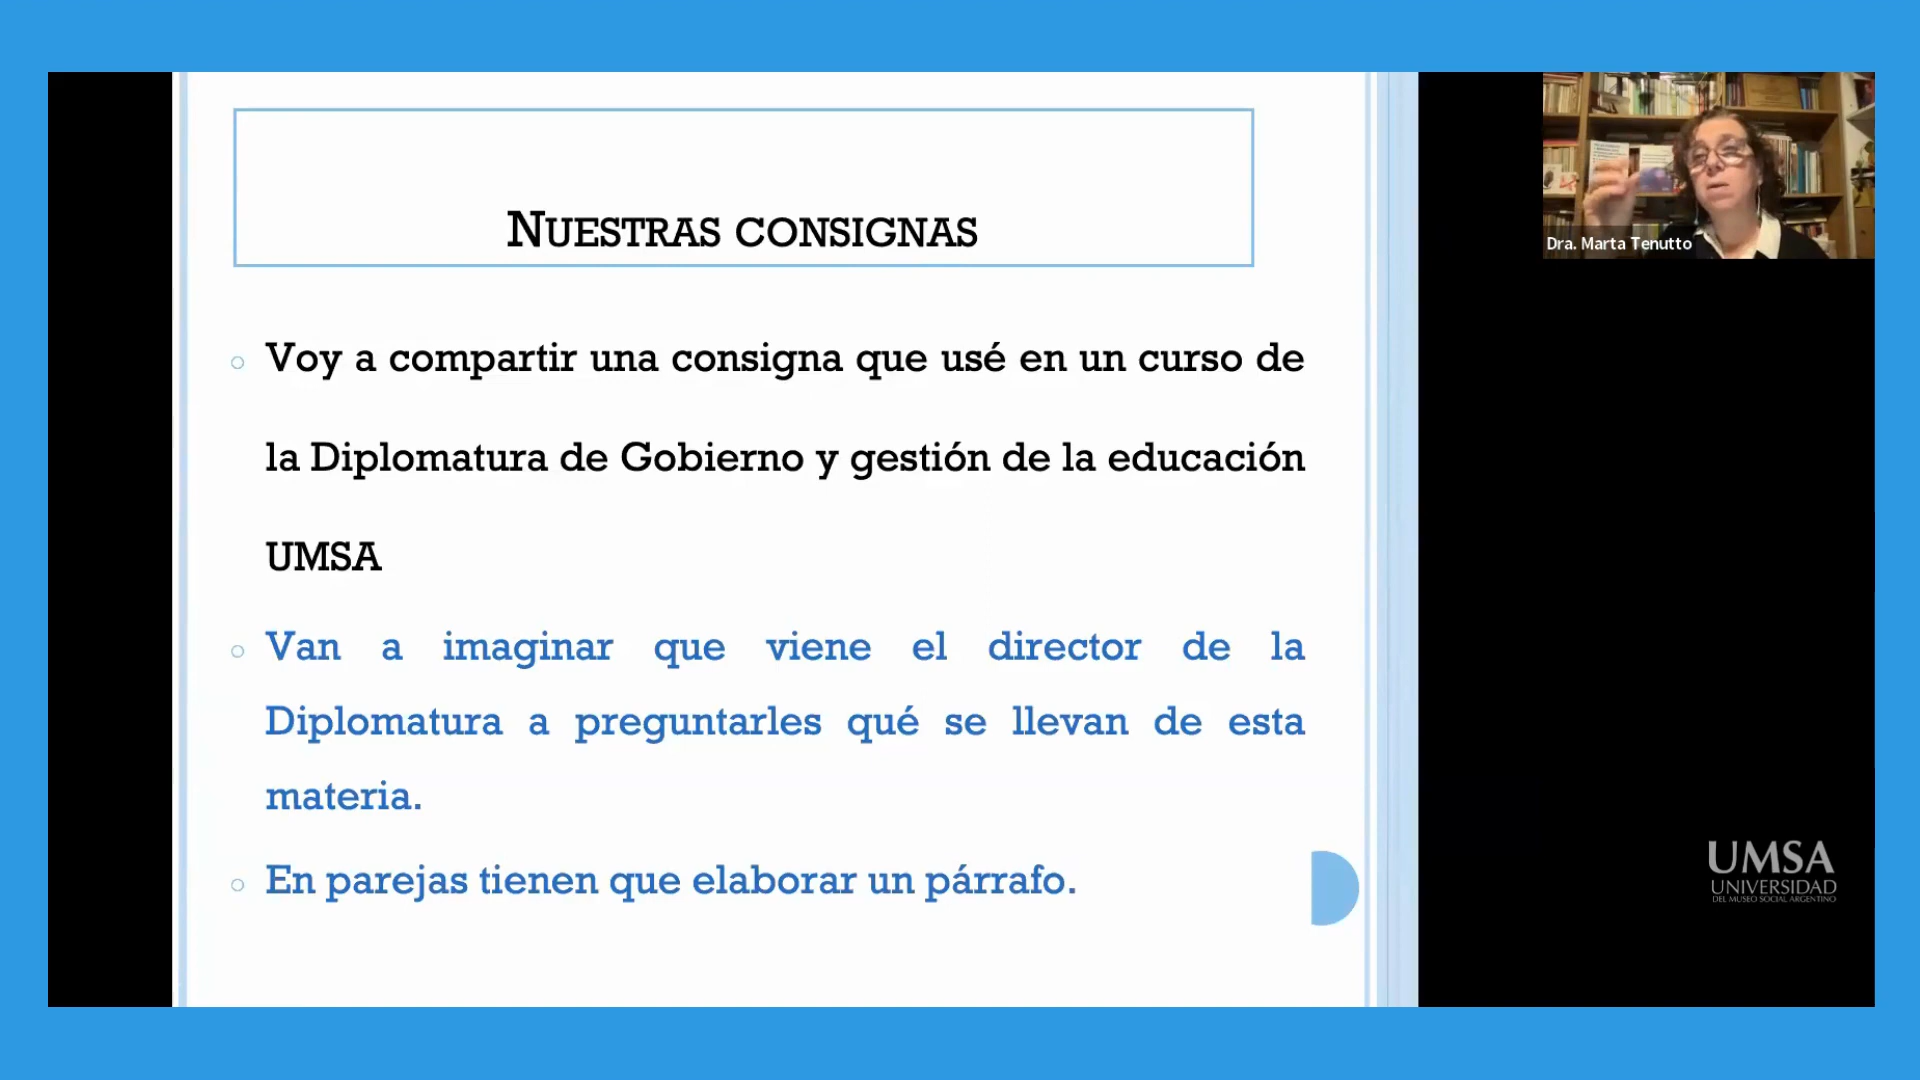 NUESTRAS CONSIGNAS
Voy a compartir una consigna que usé en un curso de
la Diplomatura de Gobierno y gestión de la educación
UMSA
Van a imaginar que viene el director de la
Diplomatura a preguntarles qué se llevan de esta
materia.
En parejas tienen que elaborar un párrafo.
Dra. Marta Tenutto
UMSA
UNIVERSIDAD
DEL MUSEO SOCIAL ARGENTINO